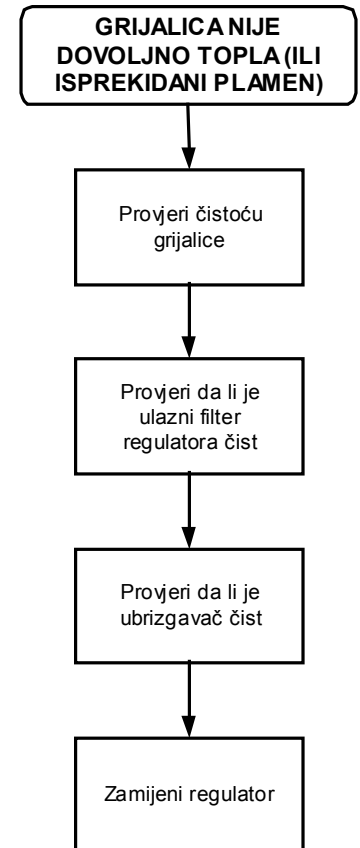 GRIJALICA NIJE
DOVOLJNO TOPLA (ILI
ISPREKIDANI PLAMEN)
Provjeri čistoću
grijalice
Provjeri da li je
ulazni filter
regulatora čist
Provjeri da li je
ubrizgavač čist
Zamijeni regulator